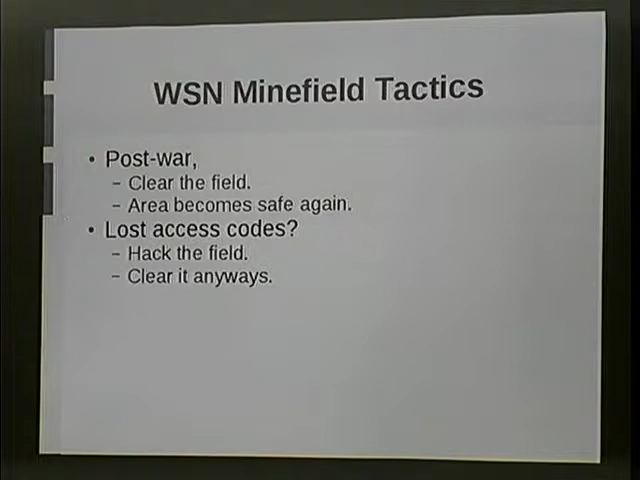 WSN Minefield Tactics
• Post-war,
– Clear the field.
– Area becomes safe again.
• Lost access codes?
– Hack the field.
– Clear it anyways.